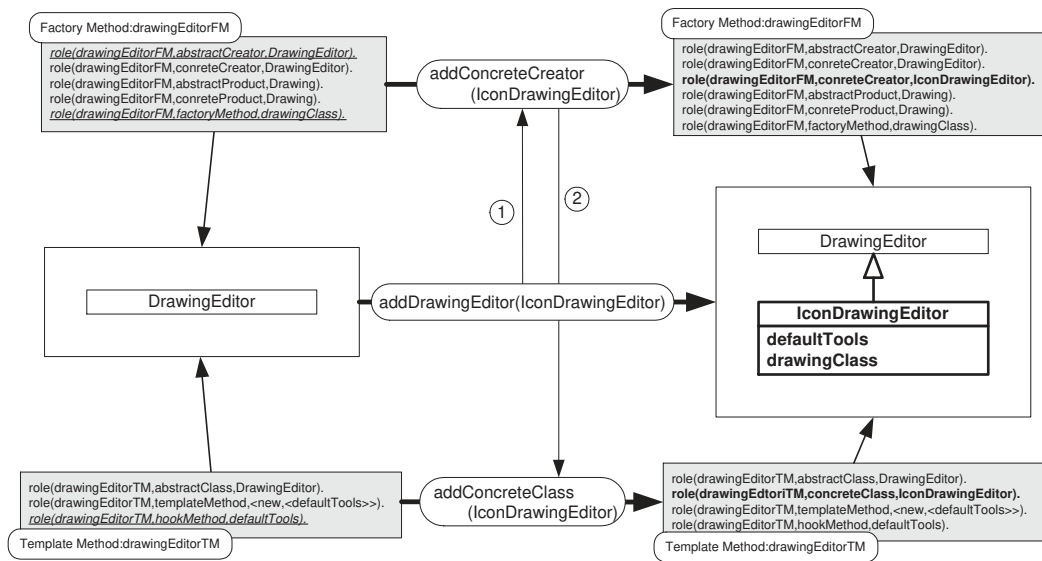 Factory Method:drawingEditorFM
role(drawingEditorFM,abstractCreator,DrawingEditor).
role(drawingEditorFM,conreteCreator,DrawingEditor).
role(drawingEditorFM,abstractProduct,Drawing).
role(drawingEditorFM,conreteProduct,Drawing).
role(drawingEditorFM,factoryMethod,drawingClass).
addConcreteCreator
(IconDrawingEditor)
Factory Method:drawingEditorFM
role(drawingEditorFM,abstractCreator,DrawingEditor).
role(drawingEditorFM,conreteCreator,DrawingEditor).
role(drawingEditorFM,conreteCreator,IconDrawingEditor).
role(drawingEditorFM,abstractProduct,Drawing).
role(drawingEditorFM,conreteProduct,Drawing).
role(drawingEditorFM,factoryMethod,drawingClass).
1
2
DrawingEditor
addDrawingEditor(IconDrawingEditor)
DrawingEditor
IconDrawingEditor
defaultTools
drawingClass
role(drawingEditorTM,abstractClass,DrawingEditor).
role(drawingEditorTM,templateMethod,<new,<defaultTools>>).
role(drawingEditorTM,hookMethod,defaultTools).
Template Method:drawingEditorTM
addConcreteClass
(IconDrawingEditor)
role(drawingEditorTM,abstractClass,DrawingEditor).
role(drawingEdtoriTM,concreteClass,IconDrawingEditor).
role(drawingEditorTM,templateMethod,<new,<defaultTools>>).
role(drawingEditorTM,hookMethod,defaultTools).
Template Method:drawingEditorTM